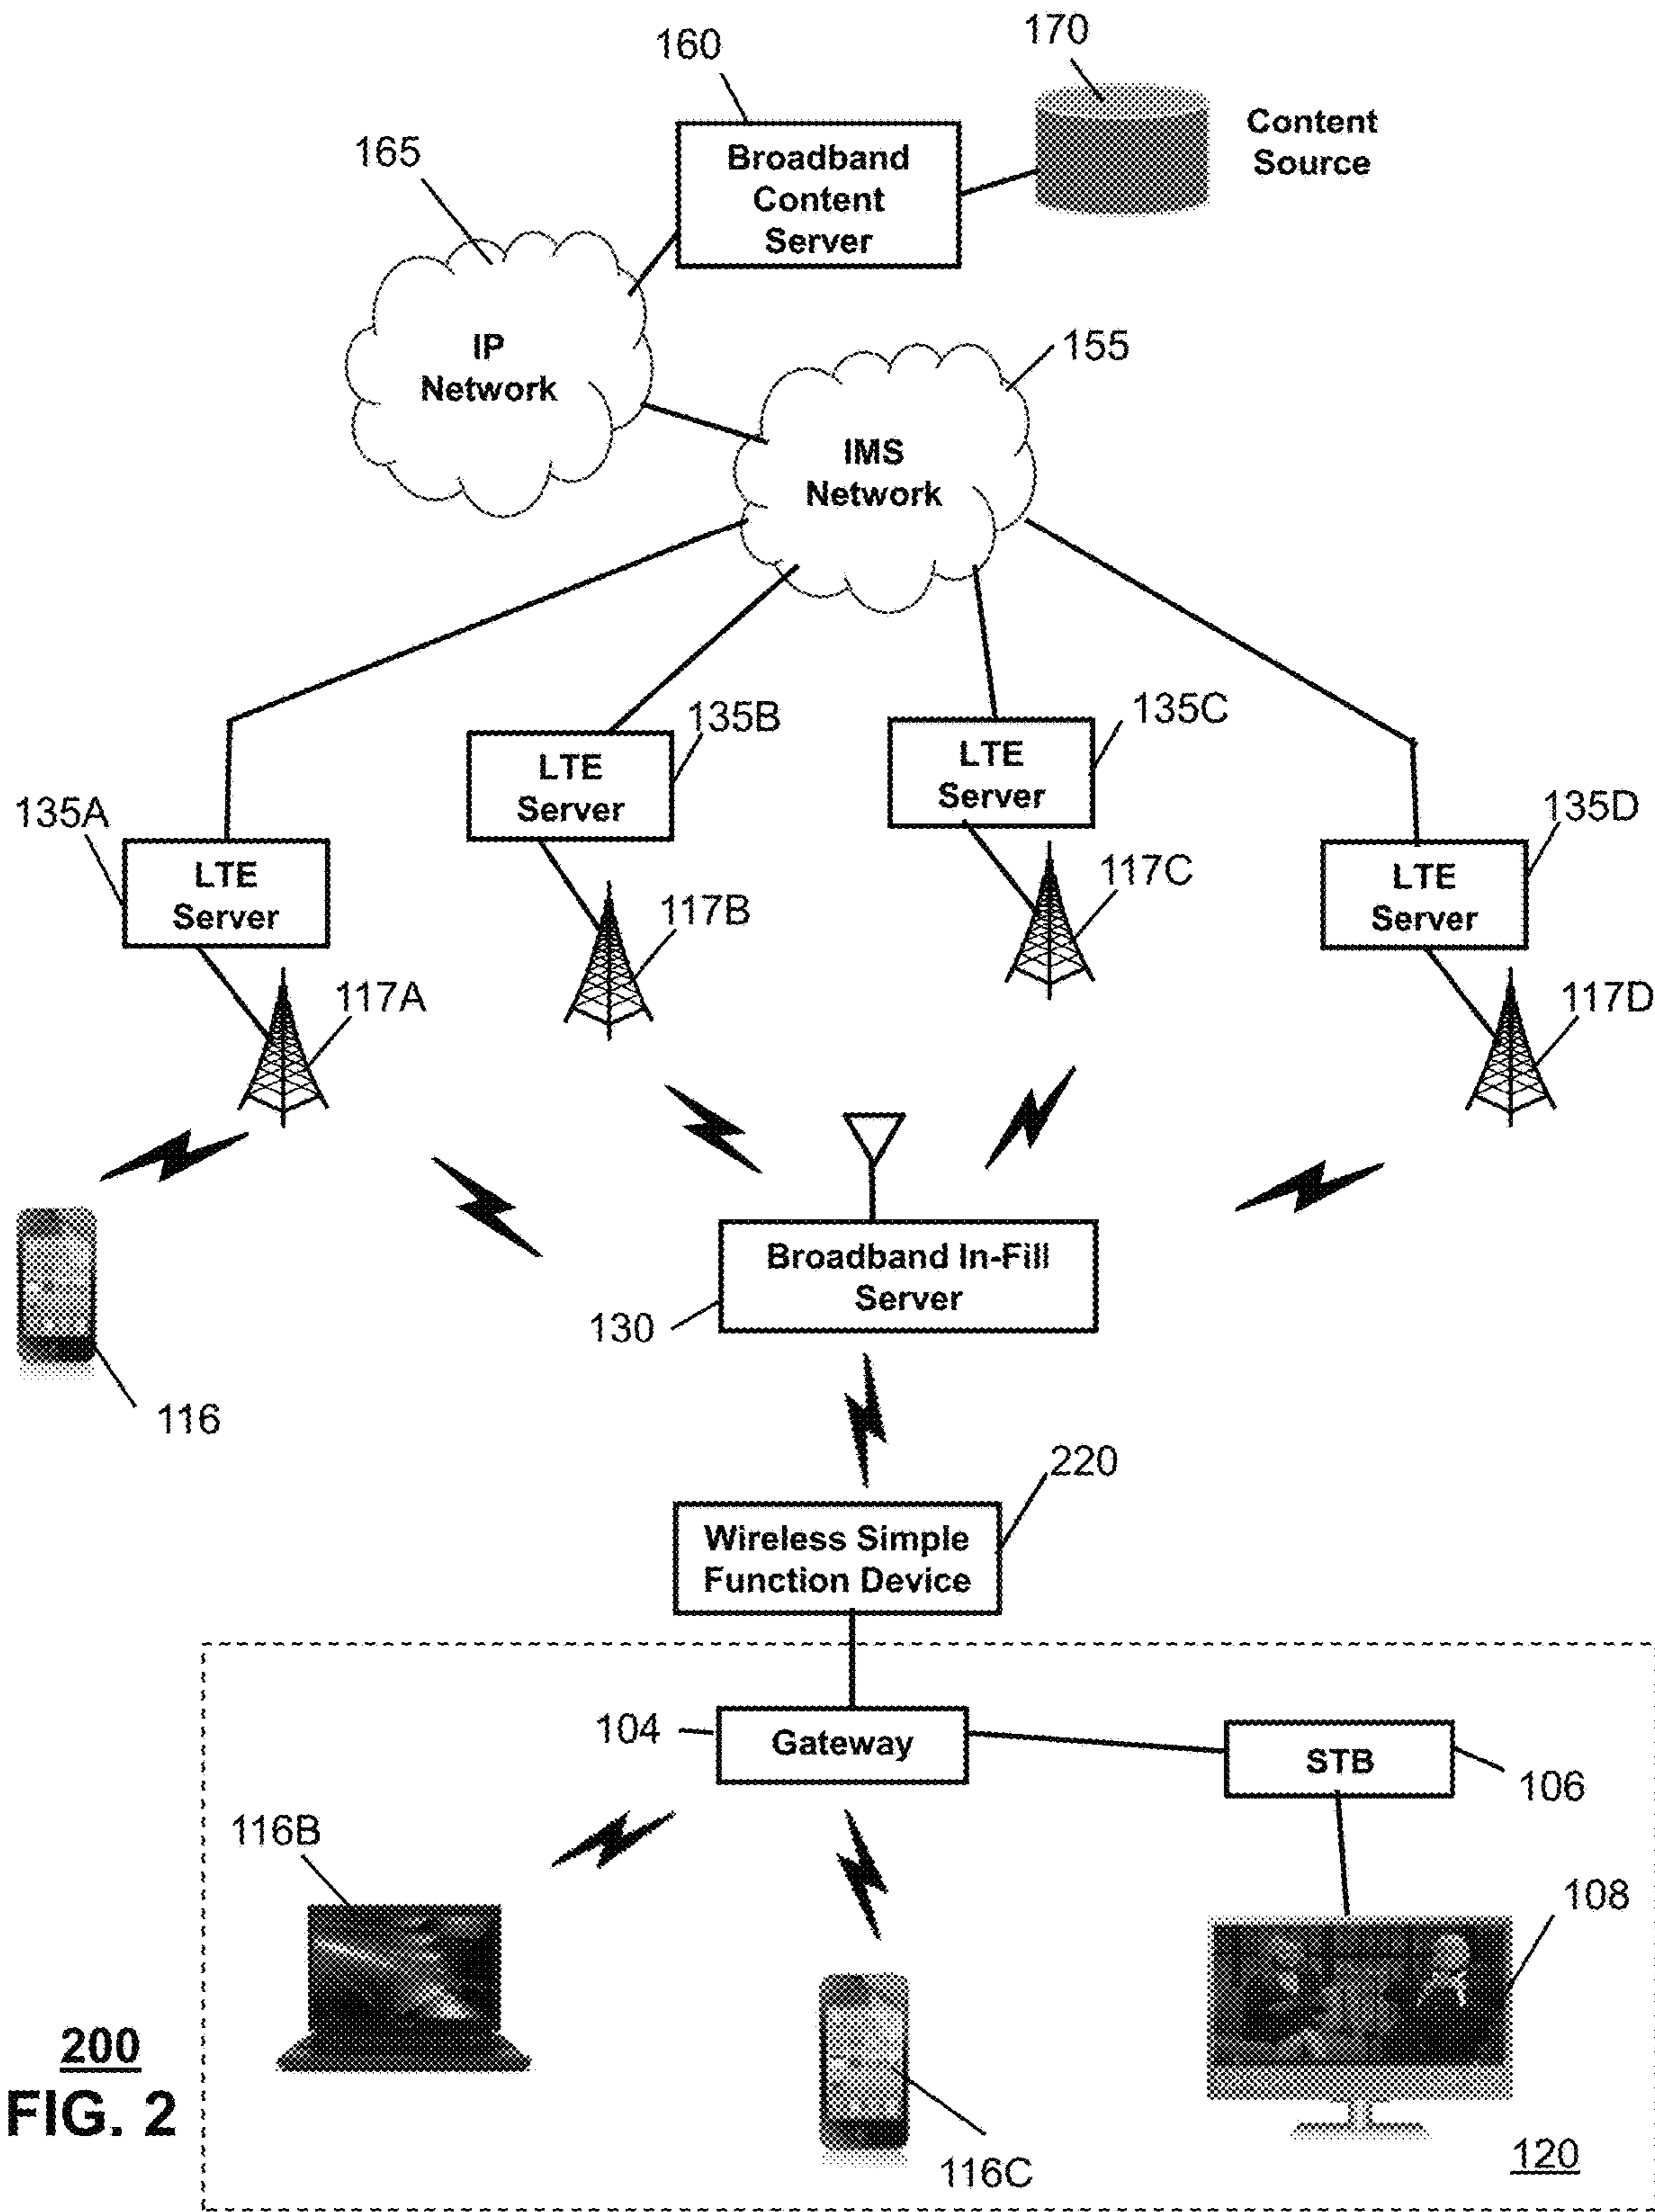 170
160
Content
Source
165
Broadband
Content
Server
155
IP
Network
IMS
Network
135B
135C
LTE
Server
LTE
Server
135A
135D
LTE
Server
LTE
Server
117C
117B
117A
117D
Broadband In-Fill
Server
130
116
220
Wireless Simple
Function Device
104
Gateway
STB
106
116B
108
200
FIG. 2
116C
120